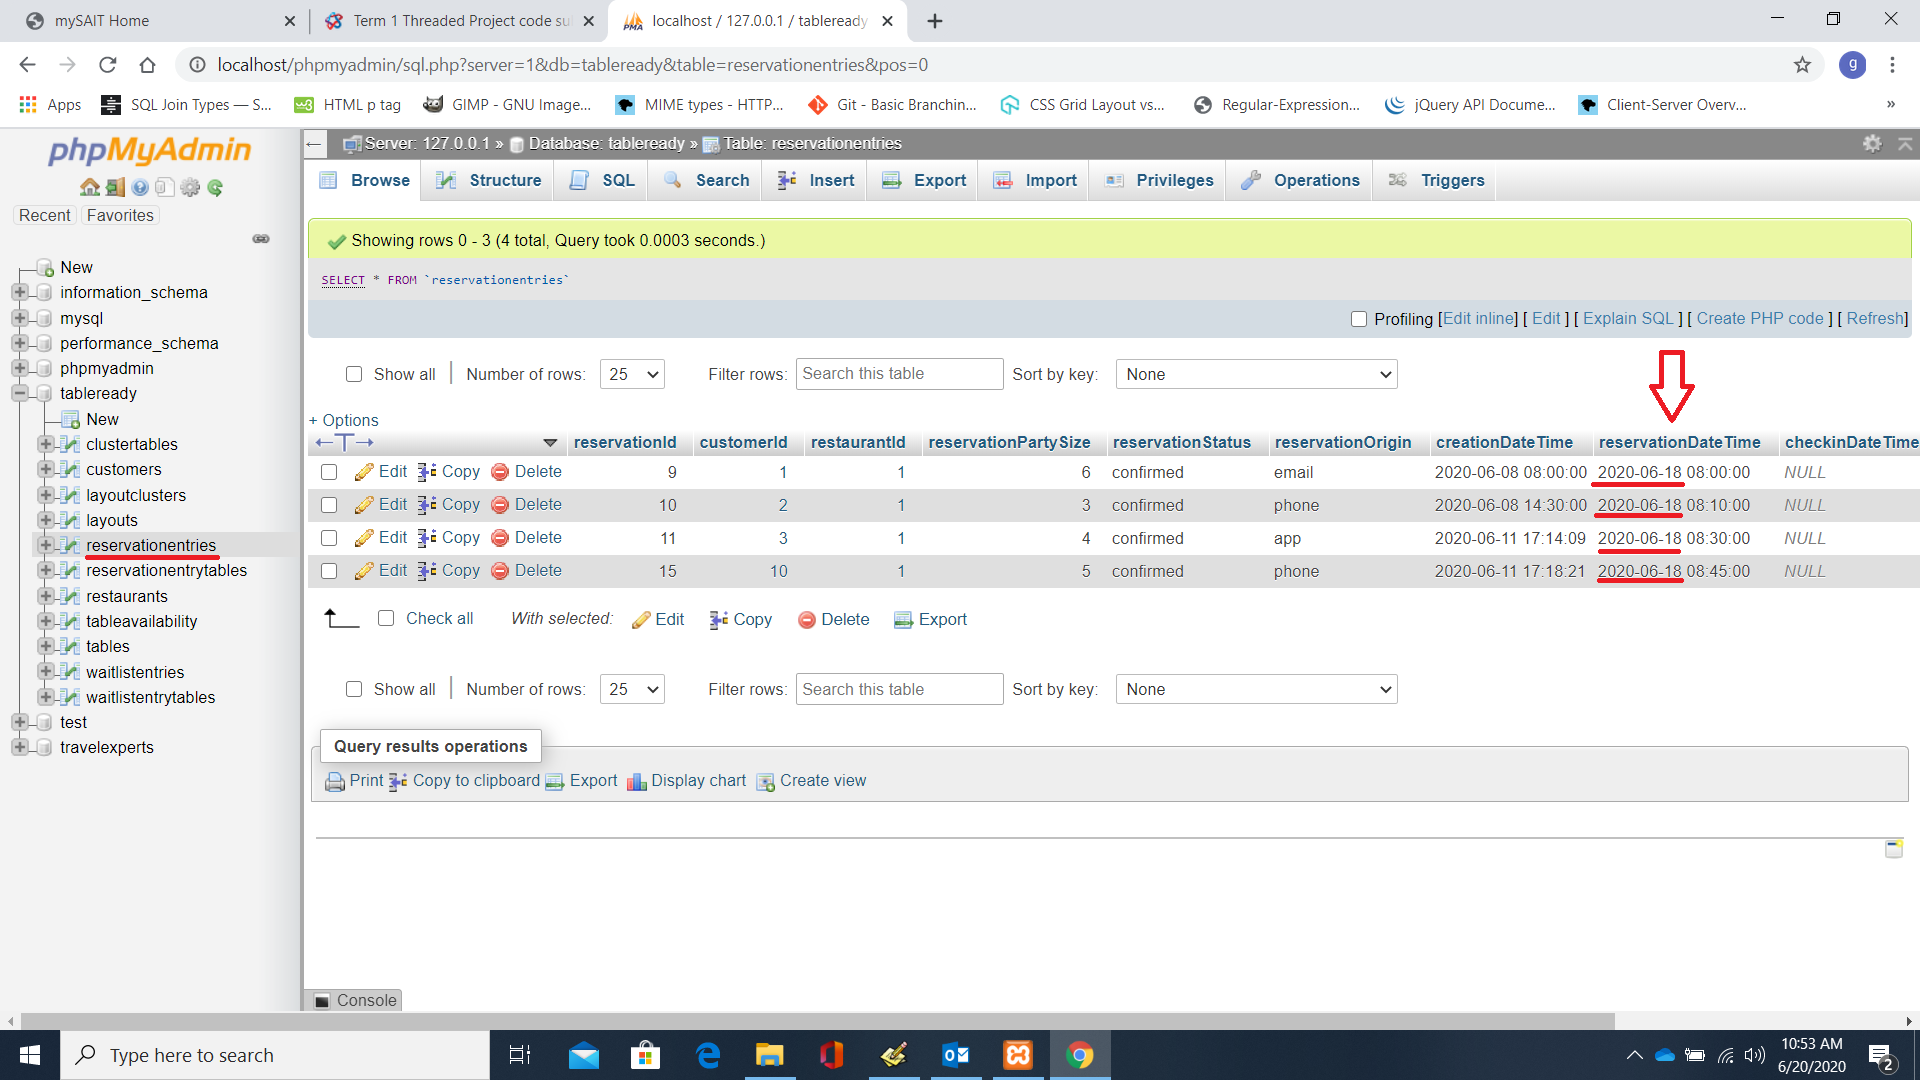 mySAIT Home
Term 1 Threaded Project code su
localhost / 127.0.0.1 / tableready
localhost/phpmyadmin/sql.php?server=1&db=tableready&table=reservationentries&pos=0
g
Apps
SQL Join Types — S...
HTML p tag
GIMP - GNU Image...
MIME types - HTTP...
Git - Basic Branchin...
CSS Grid Layout vs...
Regular-Expression...
jQuery API Docume...
Client-Server Overv...
»
phpMyAdmin
Recent
Favorites
New
information_schema
mysql
performance_schema
phpmyadmin
tableready
New
clustertables
customers
layoutclusters
layouts
reservationentries
reservationentrytables
restaurants
tableavailability
tables
waitlistentries
waitlistentrytables
test
travelexperts
Server: 127.0.0.1 » Database: tableready » Table: reservationentries
Browse Structure SQL Search Insert Export Import Privileges Operations Triggers
Showing rows 0 - 3 (4 total, Query took 0.0003 seconds.)
SELECT * FROM `reservationentries`
Profiling [Edit inline] [ Edit ] [ Explain SQL ] [ Create PHP code ] [ Refresh]
Show all Number of rows: 25 Filter rows: Search this table Sort by key: None
+ Options
←T→ reservationId customerId restaurantId reservationPartySize reservationStatus reservationOrigin creationDateTime reservationDateTime checkinDateTime
Edit Copy Delete 9 1 1 6 confirmed email 2020-06-08 08:00:00 2020-06-18 08:00:00 NULL
Edit Copy Delete 10 2 1 3 confirmed phone 2020-06-08 14:30:00 2020-06-18 08:10:00 NULL
Edit Copy Delete 11 3 1 4 confirmed app 2020-06-11 17:14:09 2020-06-18 08:30:00 NULL
Edit Copy Delete 15 10 1 5 confirmed phone 2020-06-11 17:18:21 2020-06-18 08:45:00 NULL
Check all With selected: Edit Copy Delete Export
Show all Number of rows: 25 Filter rows: Search this table Sort by key: None
Query results operations
Print Copy to clipboard Export Display chart Create view
Console
Type here to search
10:53 AM
6/20/2020
2